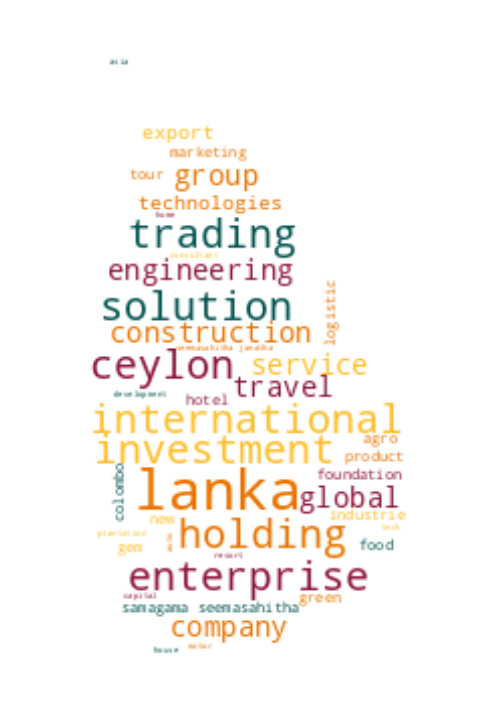 asia
export
marketing
tour group
technologies
home
trading
consultant
engineering
solution
logistic
construction
seemasahitha janatha
ceylon service
travel
development
hotel
international
agro
investment
product
colombo
lanka
foundation
global
new
industrie
tech
holding
plantation
gem
food
resort
enterprise
capital
green
samagama seemasahitha
company
motor
house